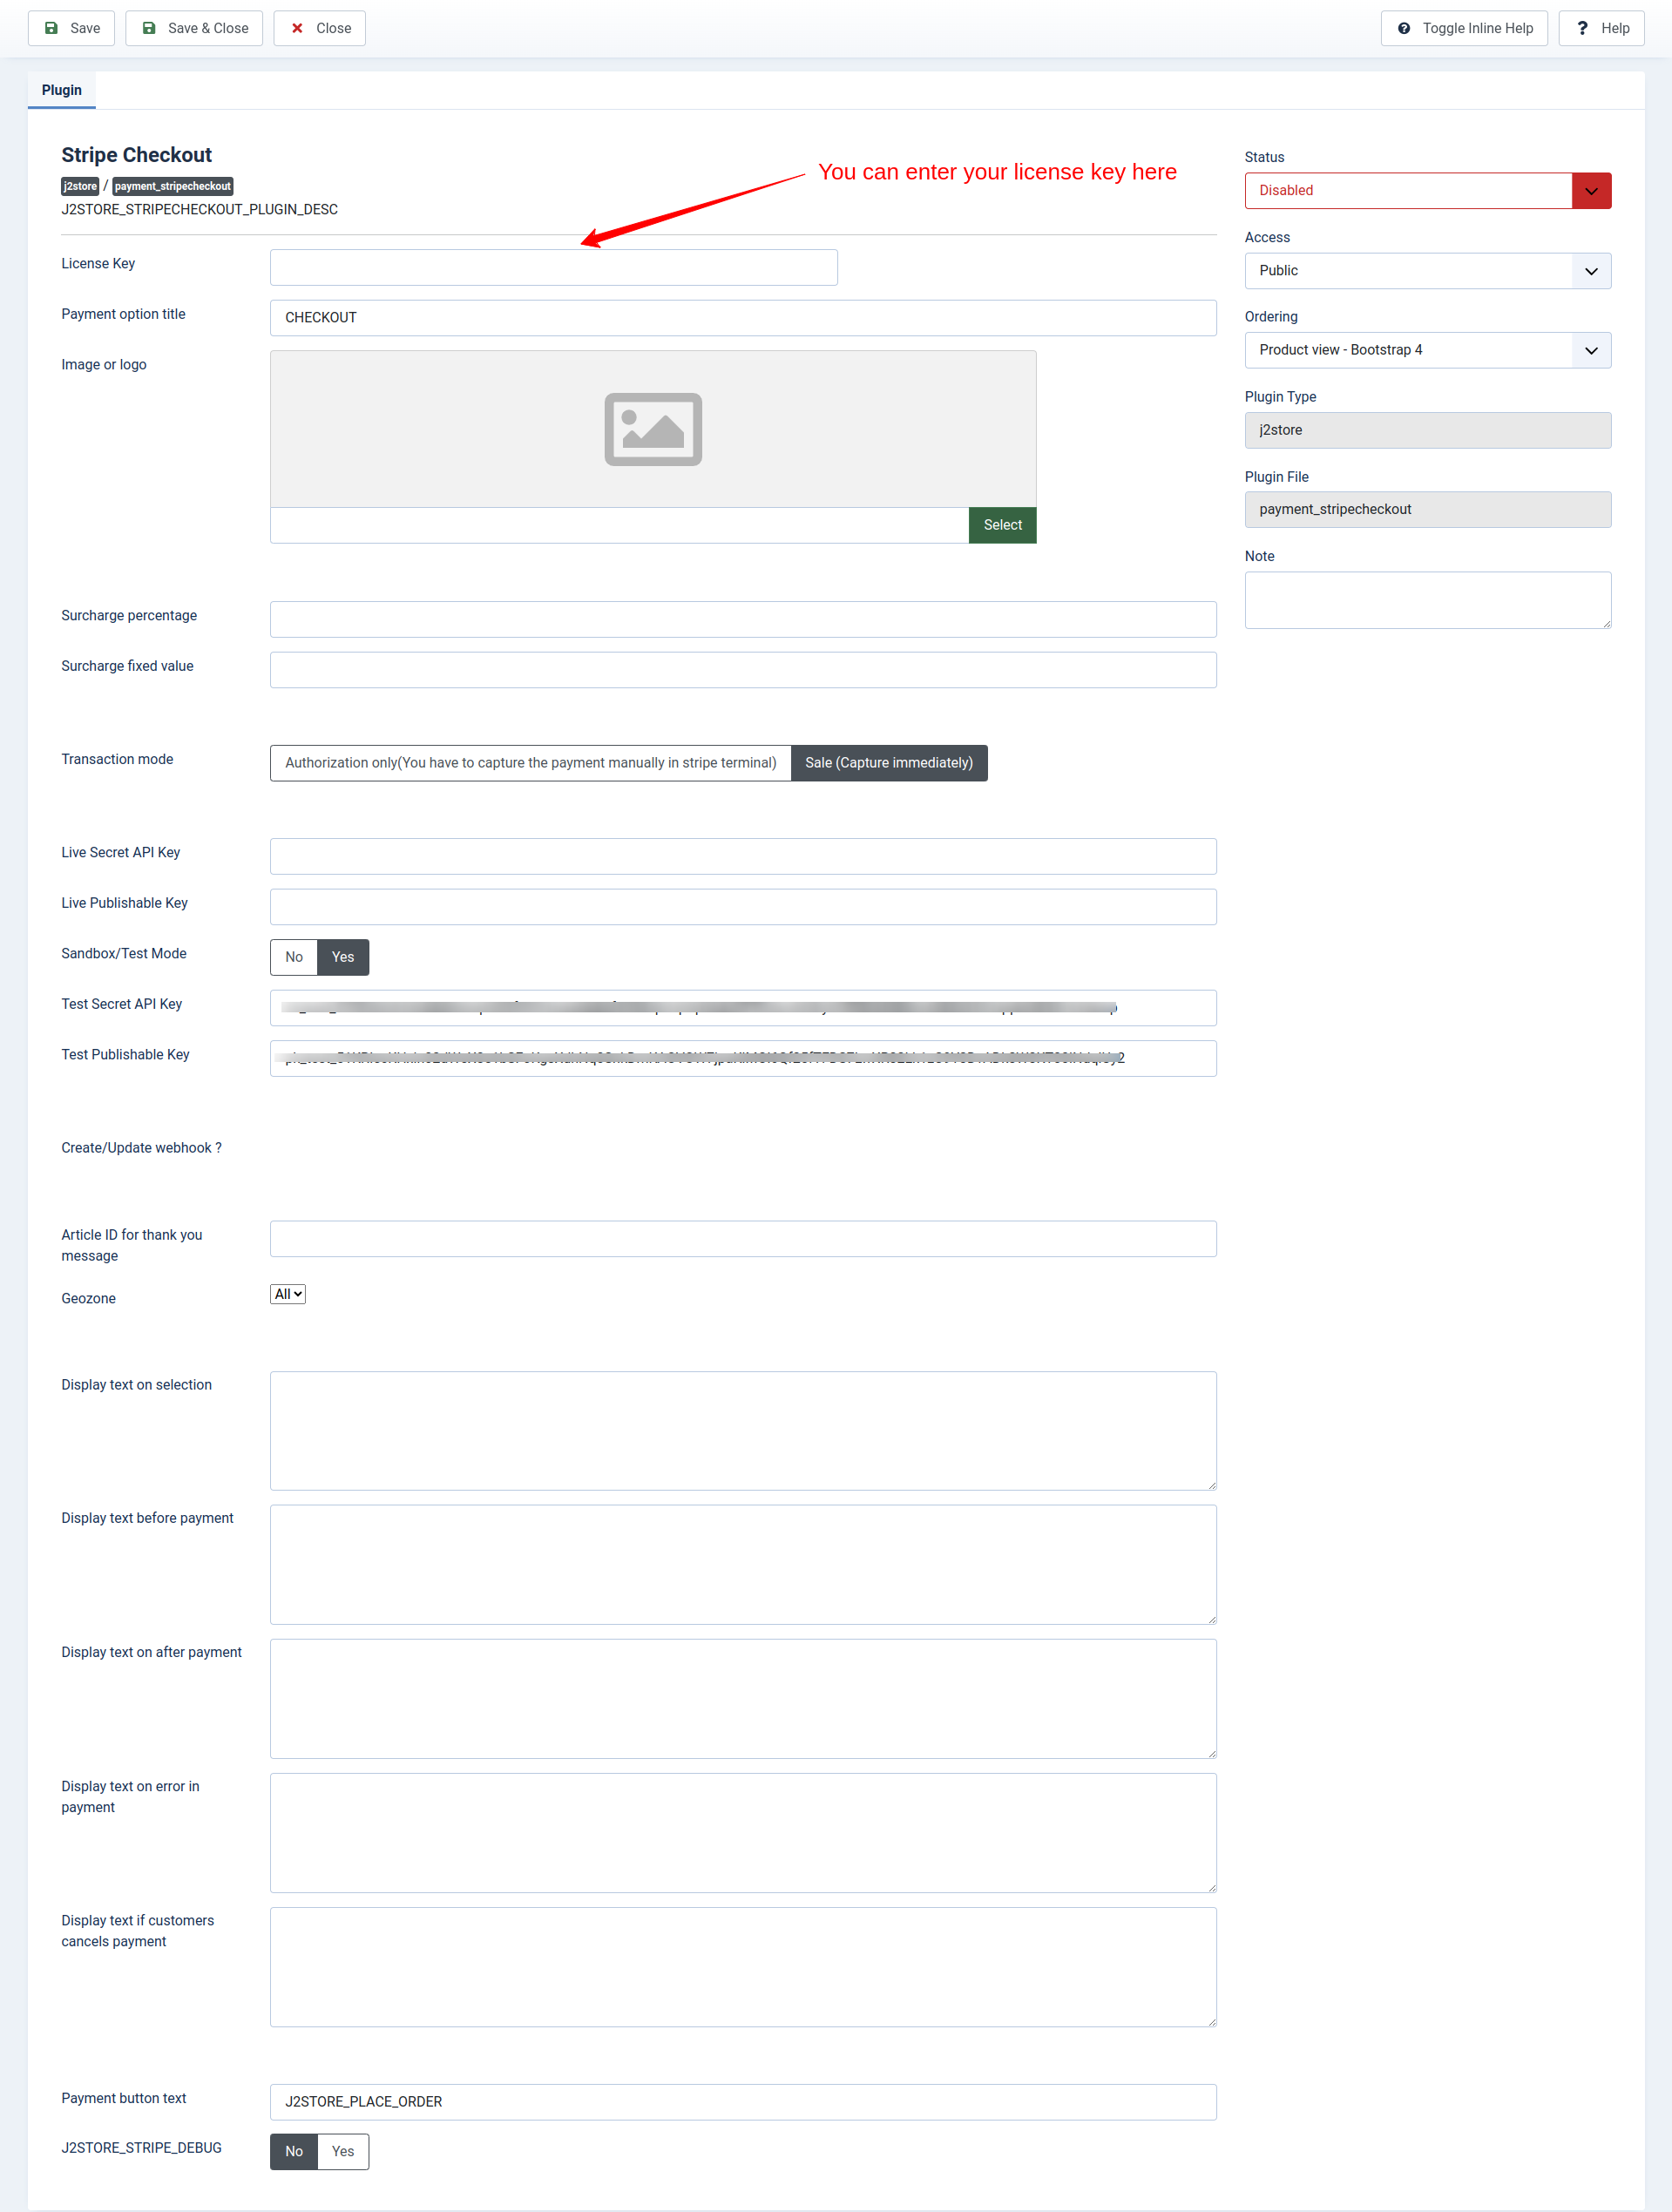 Save
Save & Close
Close
Toggle Inline Help
Help
Plugin
Stripe Checkout
j2store / payment_stripecheckout
J2STORE_STRIPECHECKOUT_PLUGIN_DESC
You can enter your license key here
License Key
Payment option title
CHECKOUT
Image or logo
Select
Surcharge percentage
Surcharge fixed value
Transaction mode
Authorization only(You have to capture the payment manually in stripe terminal)
Sale (Capture immediately)
Live Secret API Key
Live Publishable Key
Sandbox/Test Mode
No
Yes
Test Secret API Key
Test Publishable Key
Create/Update webhook ?
Article ID for thank you
message
Geozone
All
Display text on selection
Display text before payment
Display text on after payment
Display text on error in
payment
Display text if customers
cancels payment
Payment button text
J2STORE_PLACE_ORDER
J2STORE_STRIPE_DEBUG
No
Yes
Status
Disabled
Access
Public
Ordering
Product view - Bootstrap 4
Plugin Type
j2store
Plugin File
payment_stripecheckout
Note